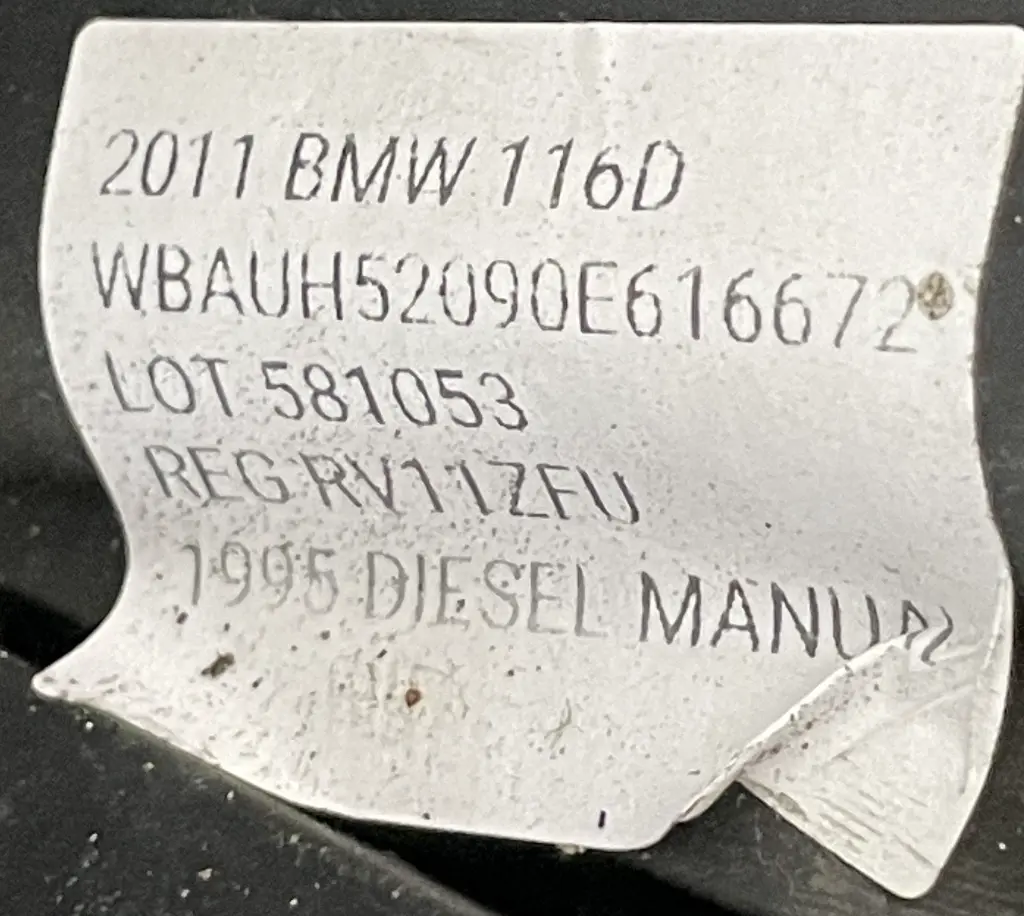 2011 BMW 116D
WBAUH52090E616672
LOT 581053
REG RV11ZFU
1995 DIESEL